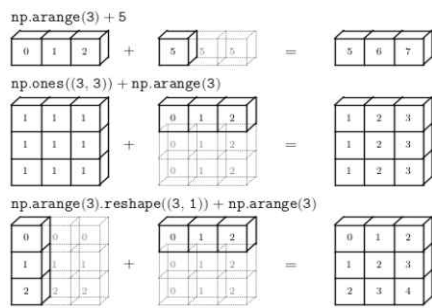 np.arange(3) + 5
0 1 2 + 5 5 5 = 5 6 7
np.ones((3, 3)) + np.arange(3)
1 1 1 0 1 2 1 2 3
1 1 1 + 0 1 2 = 1 2 3
1 1 1 0 1 2 1 2 3
np.arange(3).reshape((3, 1)) + np.arange(3)
0 0 0 0 1 2 0 1 2
1 1 1 + 0 1 2 = 1 2 3
2 2 2 0 1 2 2 3 4